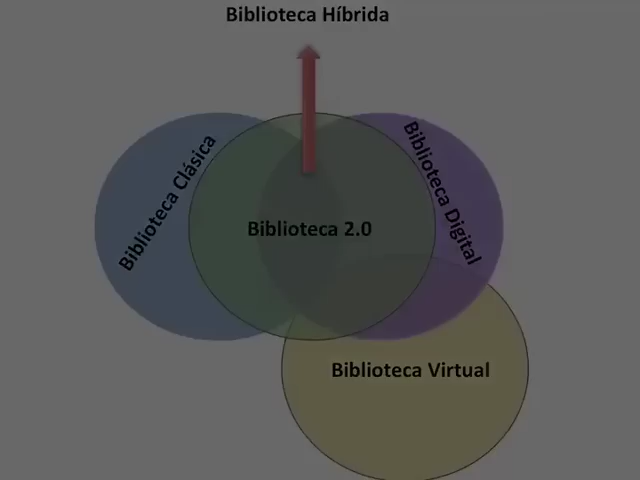 Biblioteca Híbrida
Biblioteca Clásica
Biblioteca Digital
Biblioteca 2.0
Biblioteca Virtual